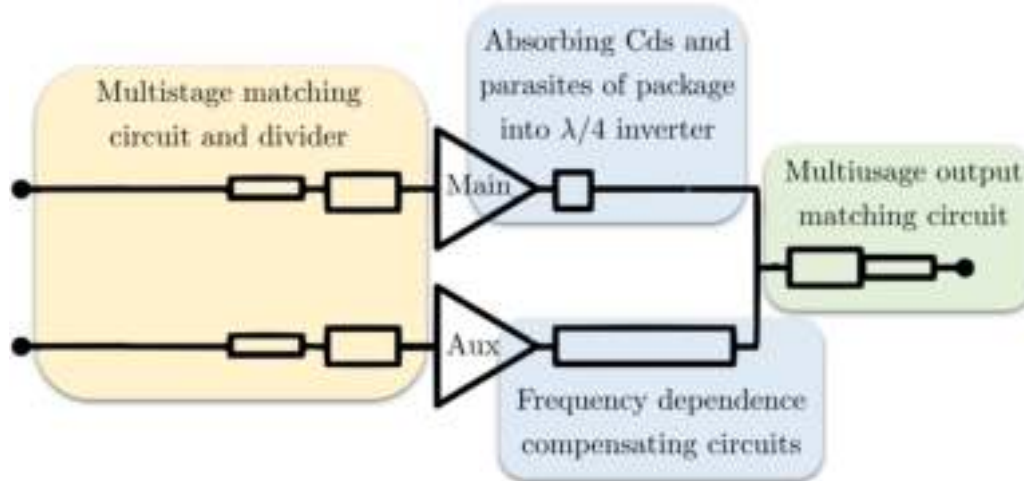 Absorbing Cds and
parasites of package
into λ/4 inverter
Multistage matching
circuit and divider
Main
Multiusage output
matching circuit
Aux
Frequency dependence
compensating circuits